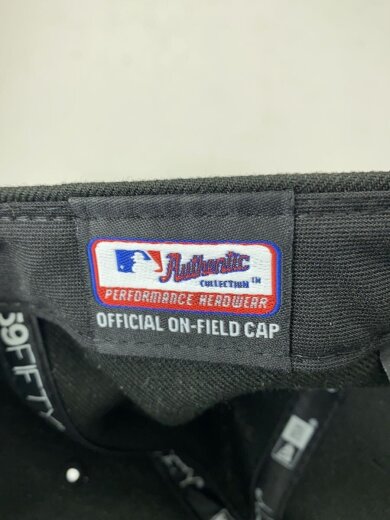 Authentic
COLLECTION ™
PERFORMANCE HEADWEAR
OFFICIAL ON-FIELD CAP
59FIFTY